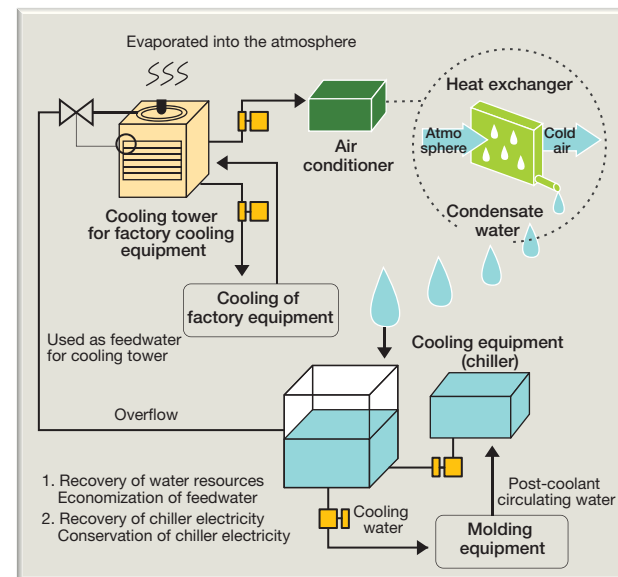 Evaporated into the atmosphere
Heat exchanger
Atmo
sphere
Cold
air
Air
conditioner
Condensate
water
Cooling tower
for factory cooling
equipment
Cooling of
factory equipment
Used as feedwater
for cooling tower
Cooling equipment
(chiller)
Overflow
1. Recovery of water resources
Economization of feedwater
2. Recovery of chiller electricity
Conservation of chiller electricity
Cooling
water
Post-coolant
circulating water
Molding
equipment